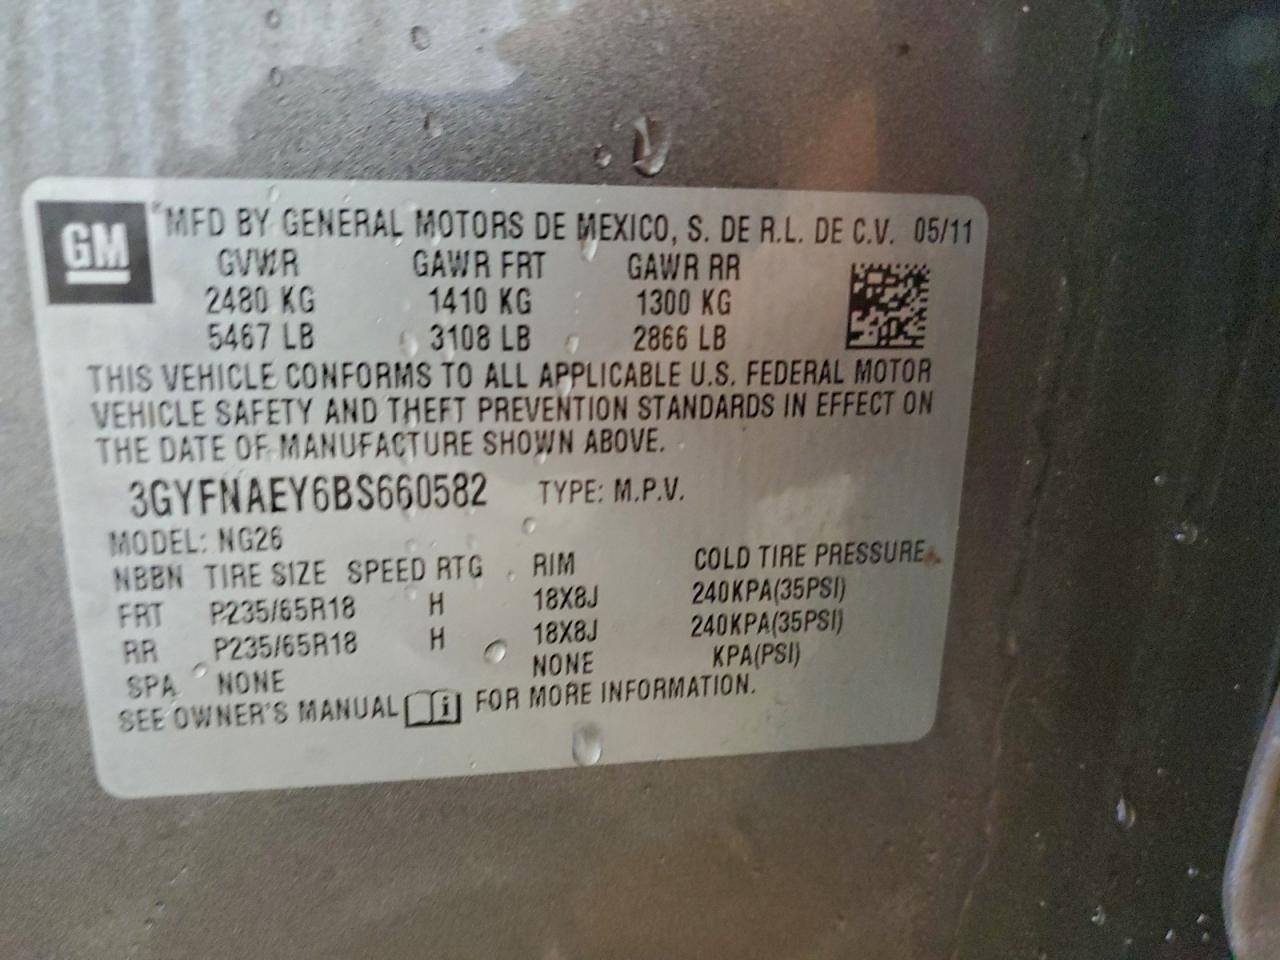 GM MFD BY GENERAL MOTORS DE MEXICO, S. DE R.L. DE C.V. 05/11
GVWR GAWR FRT GAWR RR
2480 KG 1410 KG 1300 KG
5467 LB 3108 LB 2866 LB
THIS VEHICLE CONFORMS TO ALL APPLICABLE U.S. FEDERAL MOTOR
VEHICLE SAFETY AND THEFT PREVENTION STANDARDS IN EFFECT ON
THE DATE OF MANUFACTURE SHOWN ABOVE.
3GYFNAEY6BS660582 TYPE: M.P.V.
MODEL: NG26
NBBN TIRE SIZE SPEED RTG RIM COLD TIRE PRESSURE
FRT P235/65R18 H 18X8J 240KPA(35PSI)
RR P235/65R18 H 18X8J 240KPA(35PSI)
SPA NONE NONE KPA(PSI)
SEE OWNER'S MANUAL i FOR MORE INFORMATION.